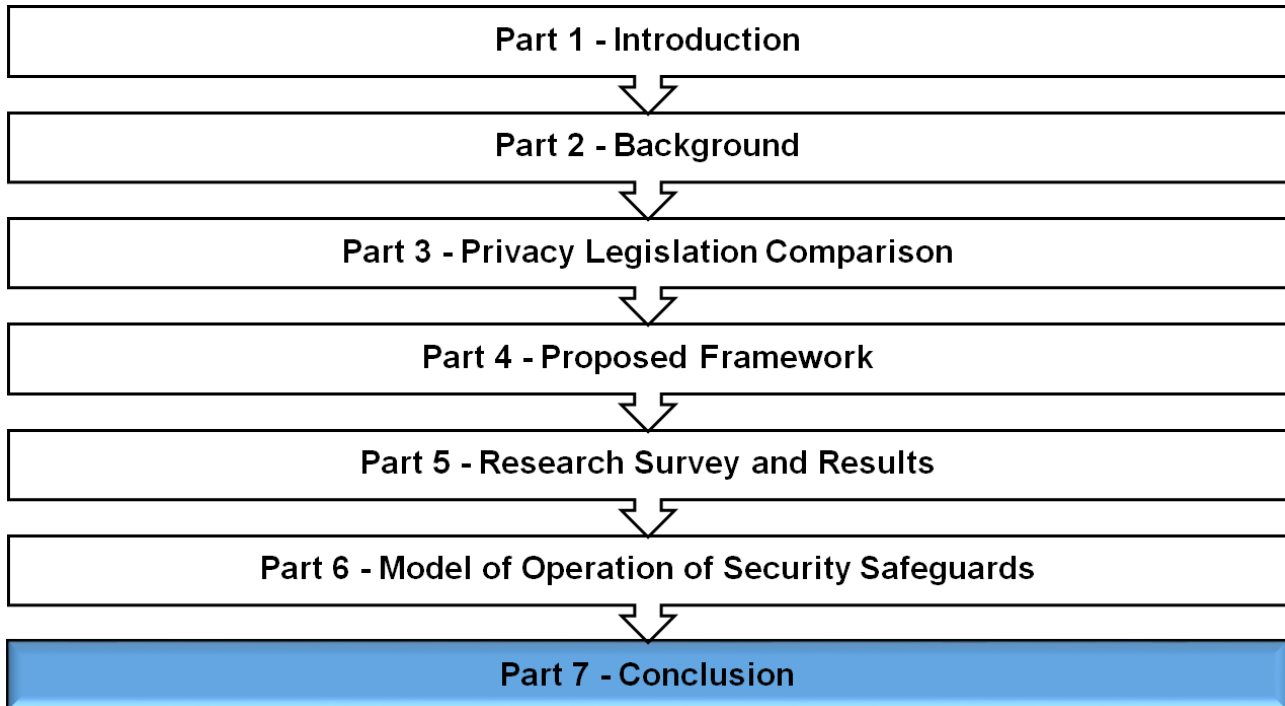 Part 1 - Introduction
Part 2 - Background
Part 3 - Privacy Legislation Comparison
Part 4 - Proposed Framework
Part 5 - Research Survey and Results
Part 6 - Model of Operation of Security Safeguards
Part 7 - Conclusion